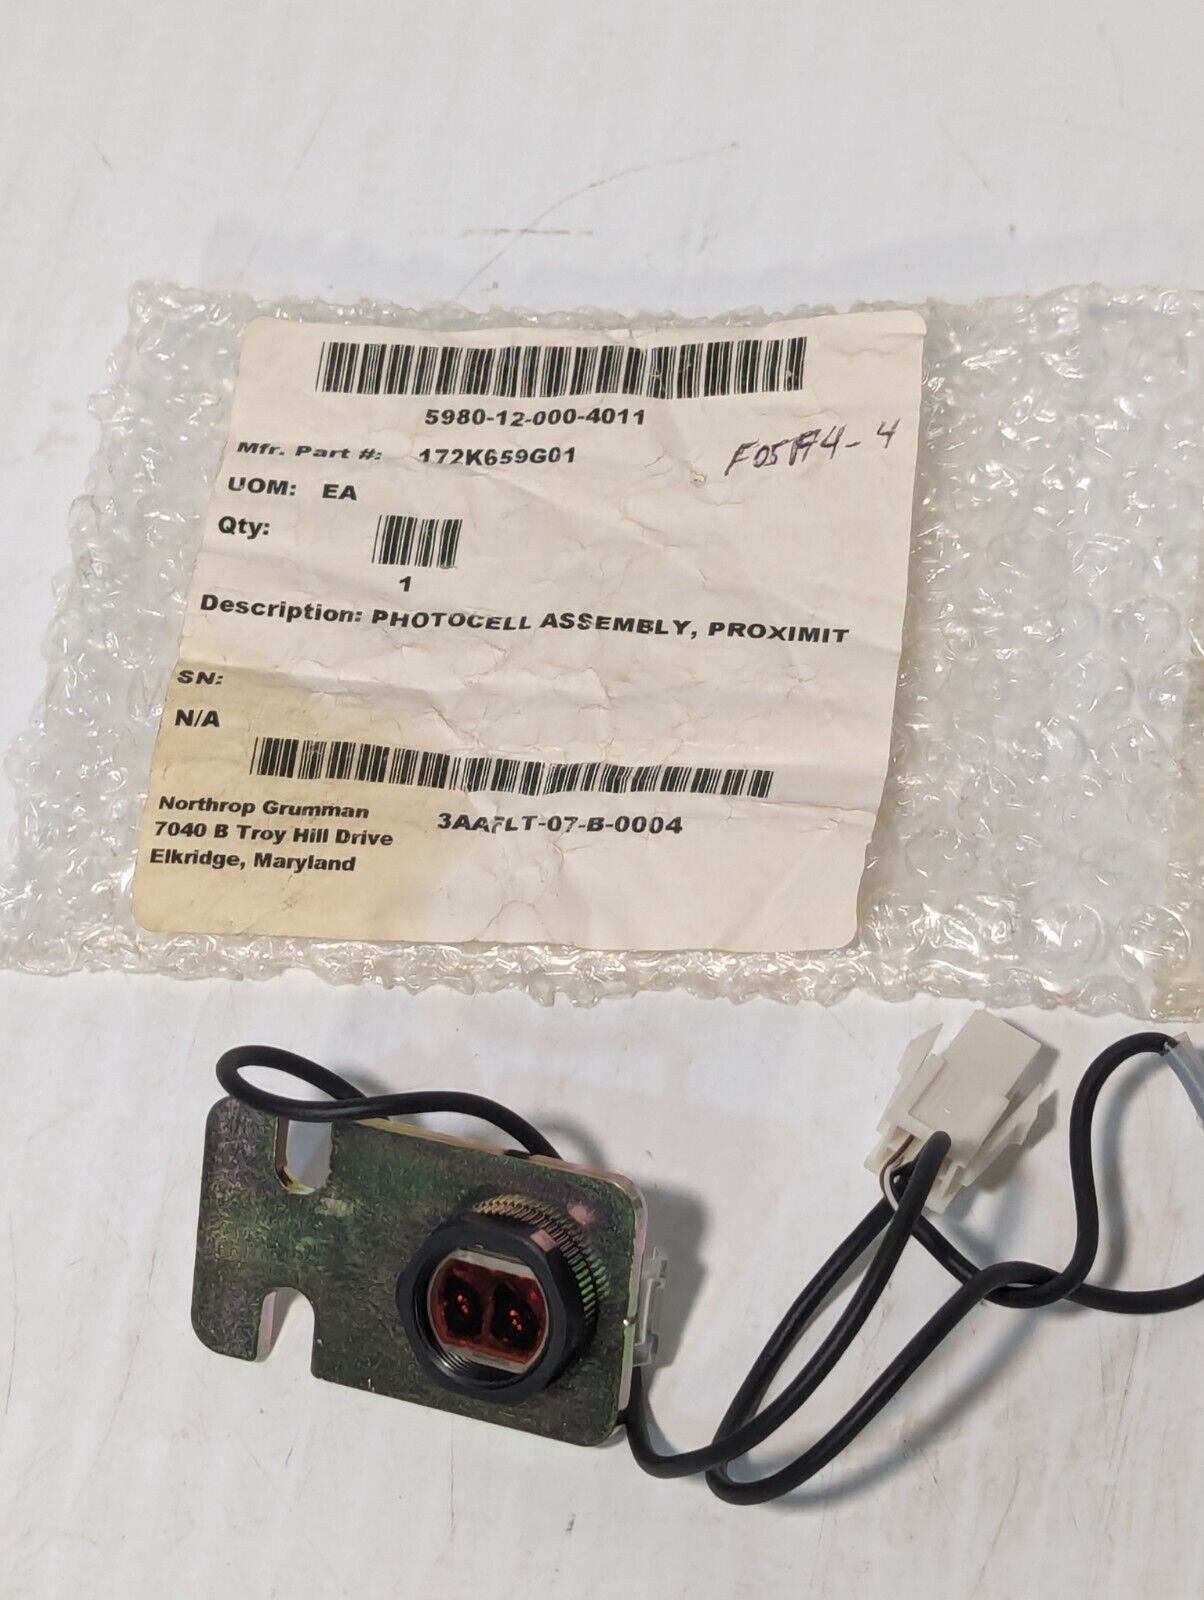 5980-12-000-4011
Mfr. Part #: 172K659G01
UOM: EA
Qty:
1
Description: PHOTOCELL ASSEMBLY, PROXIMIT
SN:
N/A
3AAFLT-07-B-0004
Northrop Grumman
7040 B Troy Hill Drive
Elkridge, Maryland